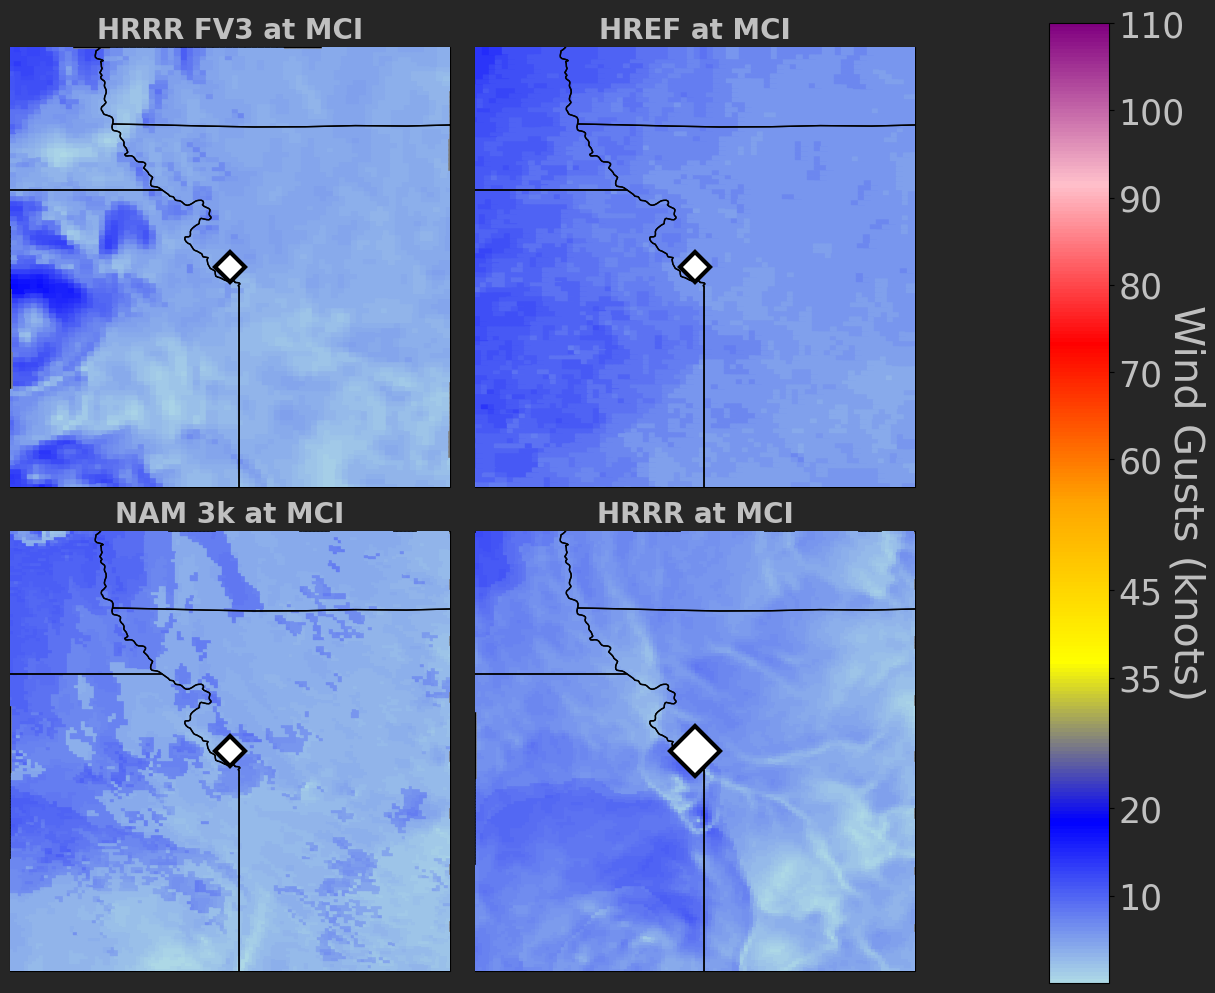 HRRR FV3 at MCI
HREF at MCI
NAM 3k at MCI
HRRR at MCI
110
100
90
80
70
60
45
35
20
10
Wind Gusts (knots)